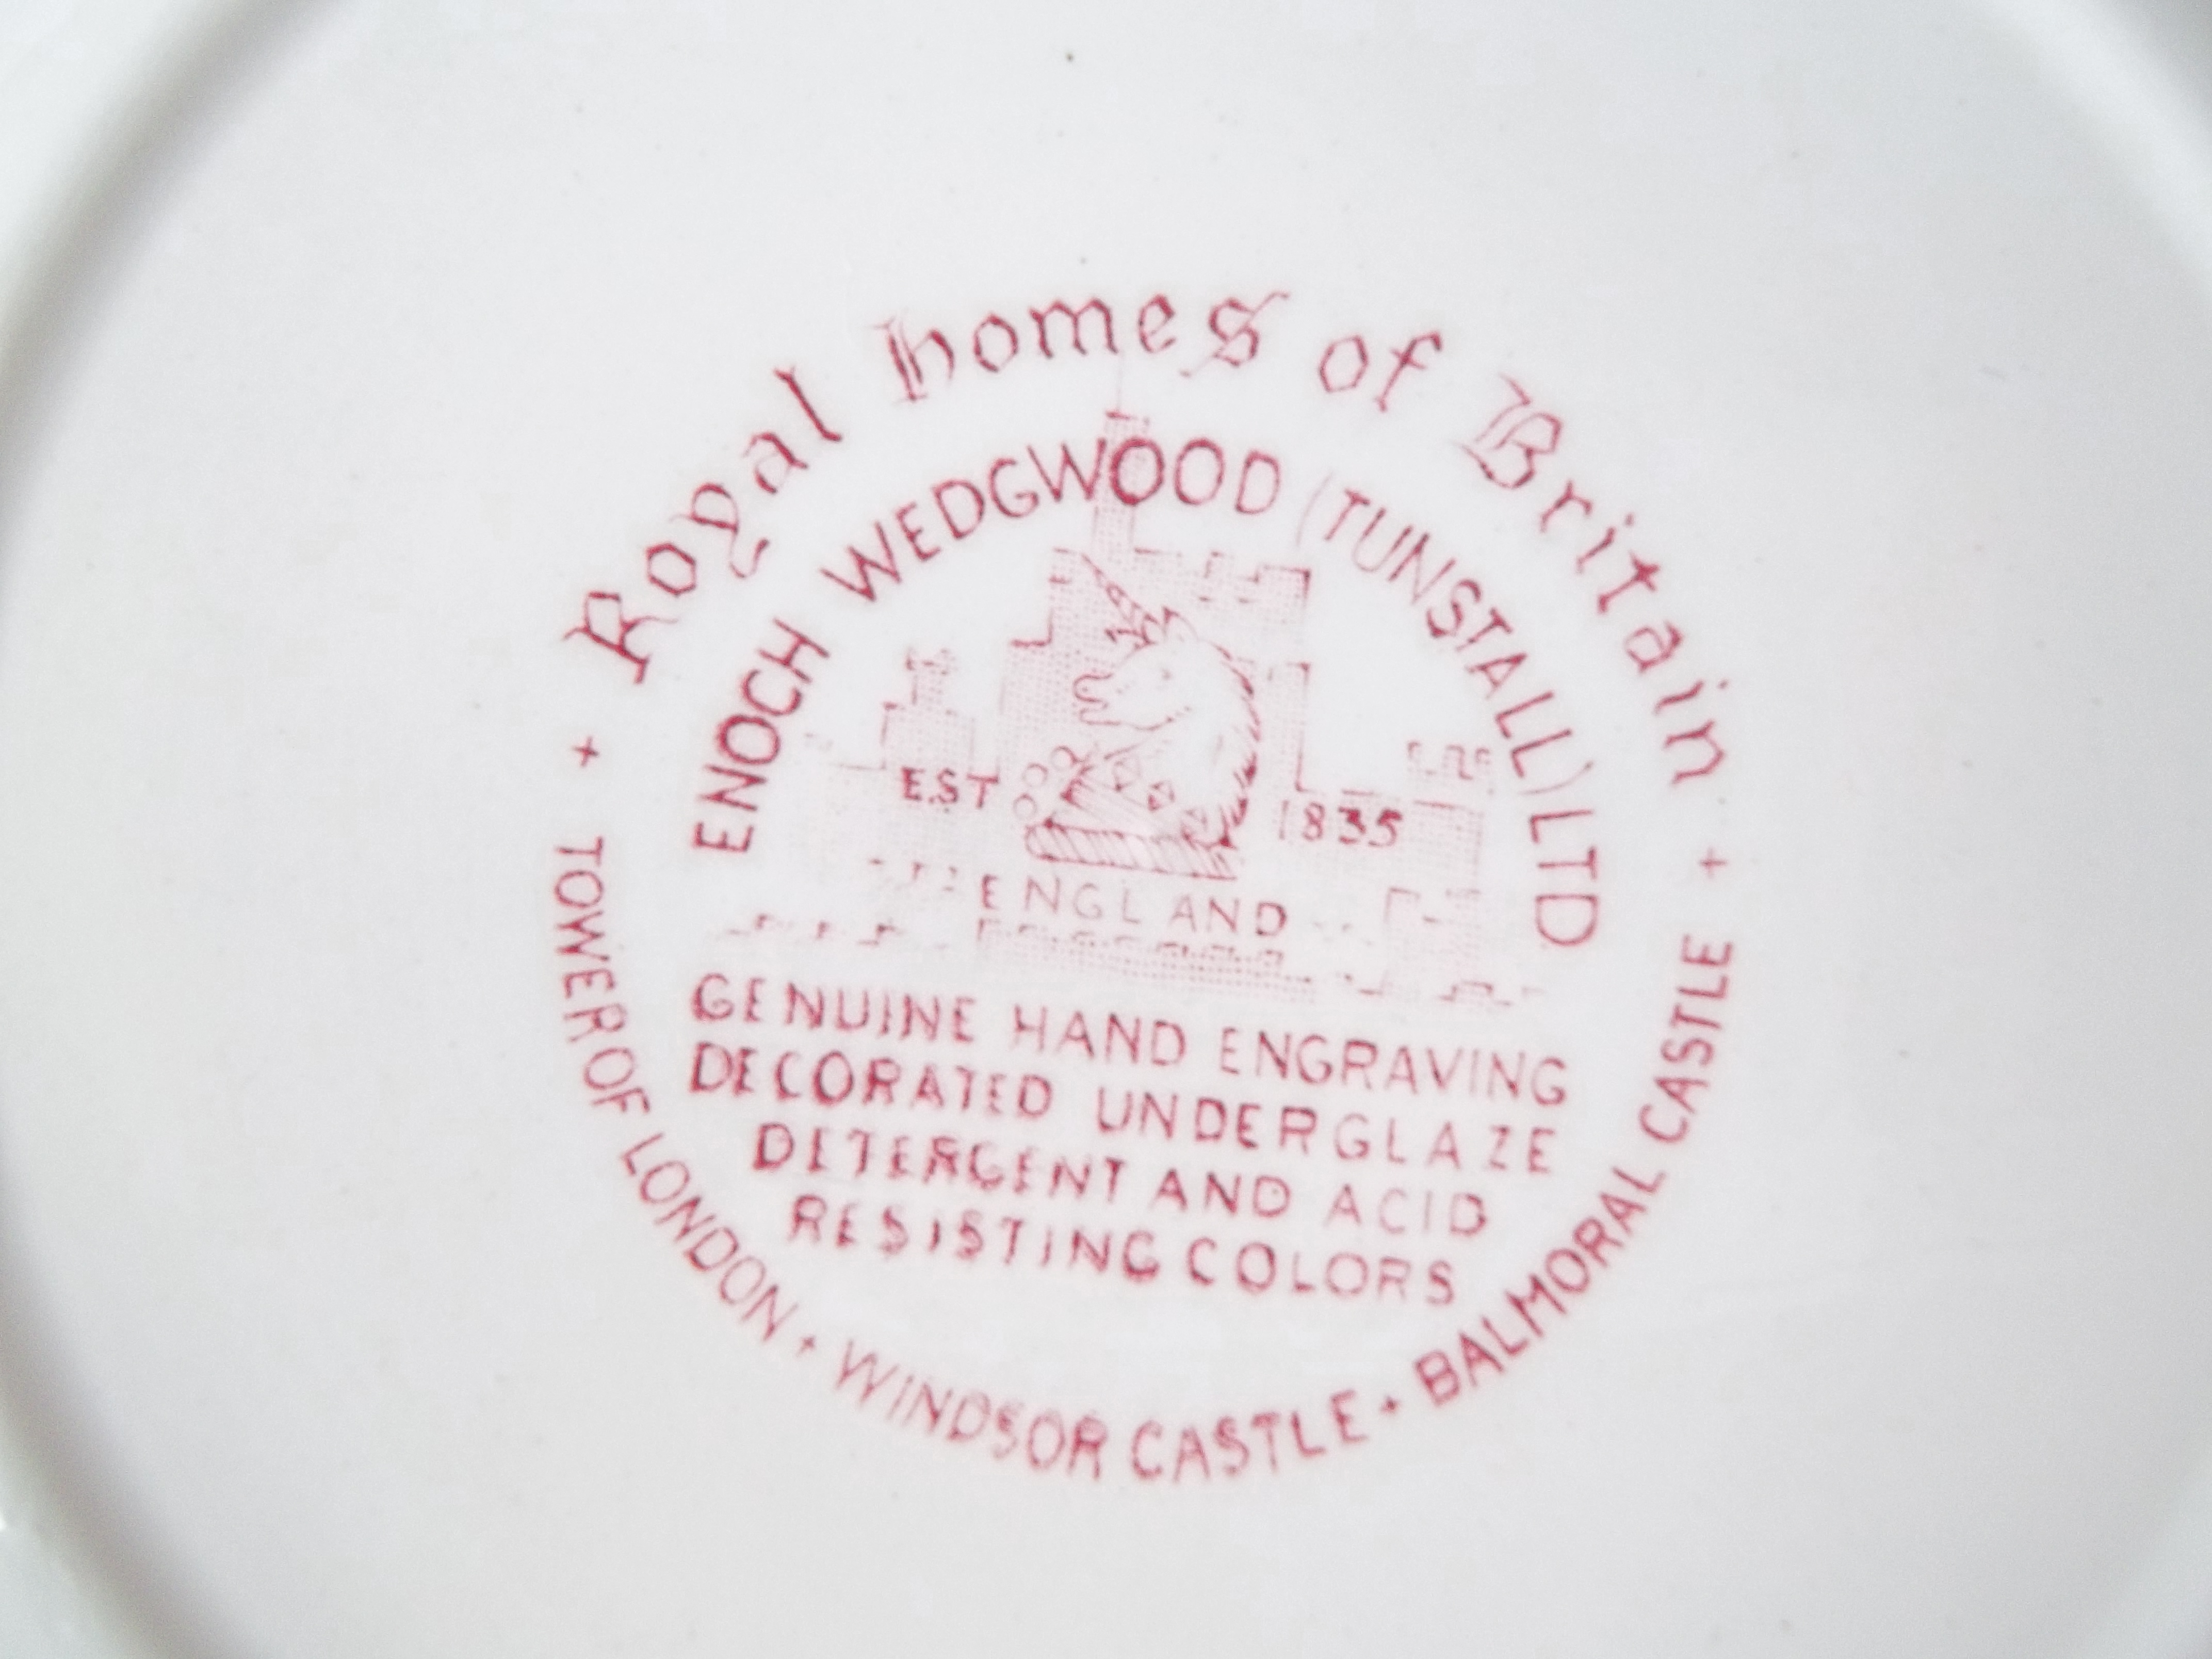 Royal homes of Britain
ENOCH WEDGWOOD (TUNSTALL) LTD
EST 1835
ENGLAND
GENUINE HAND ENGRAVING
DECORATED UNDERGLAZE
DETERGENT AND ACID
RESISTING COLORS
+ TOWER OF LONDON + WINDSOR CASTLE + BALMORAL CASTLE +